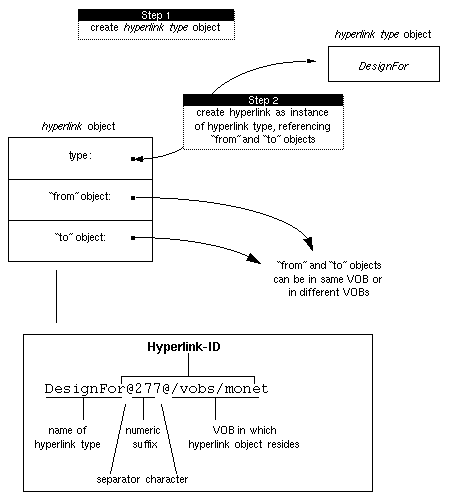 Step 1
create hyperlink type object
hyperlink type object
DesignFor
Step 2
create hyperlink as instance
of hyperlink type, referencing
"from" and "to" objects
hyperlink object
type:
"from" object:
"to" object:
"from" and "to" objects
can be in same VOB or
in different VOBs
Hyperlink-ID
DesignFor@277@/vobs/monet
name of
hyperlink type
numeric
suffix
VOB in which
hyperlink object resides
separator character